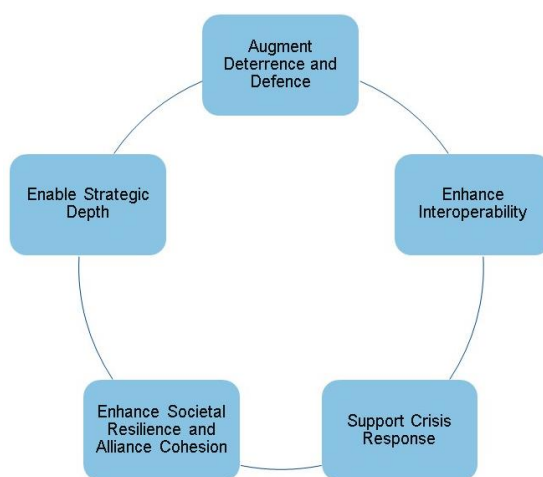 Augment
Deterrence and
Defence
Enhance
Interoperability
Support Crisis
Response
Enhance Societal
Resilience and
Alliance Cohesion
Enable Strategic
Depth